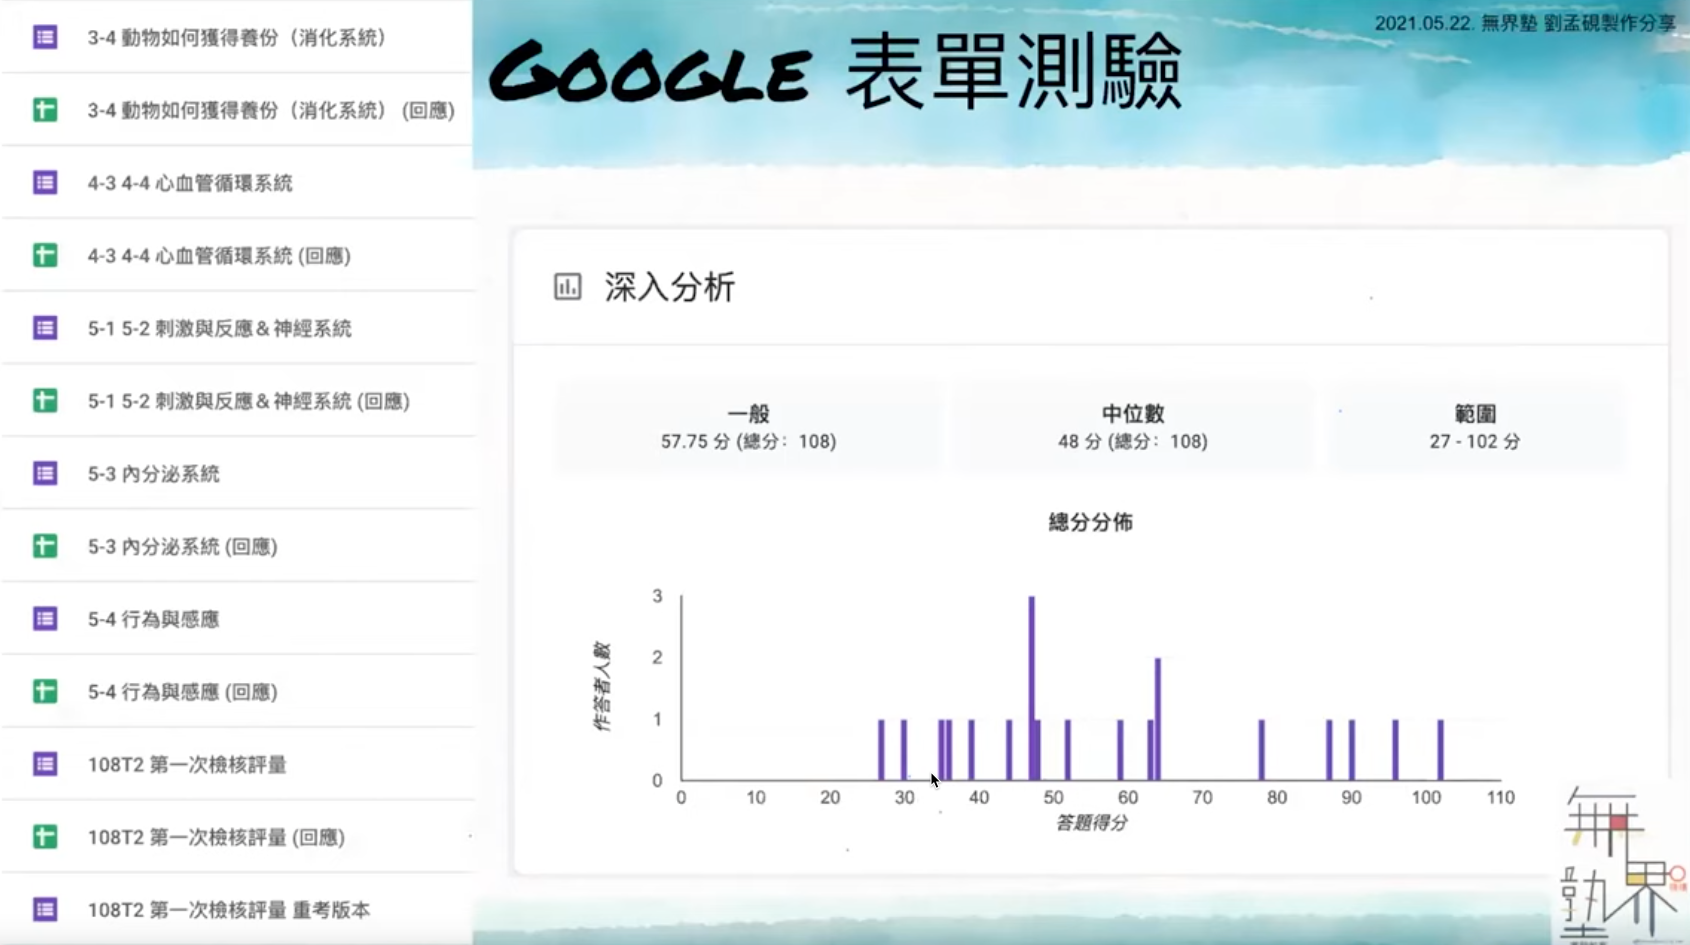 3-4 動物如何獲得養份（消化系統）
3-4 動物如何獲得養份（消化系統） (回應)
4-3 4-4 心血管循環系統
4-3 4-4 心血管循環系統 (回應)
5-1 5-2 刺激與反應＆神經系統
5-1 5-2 刺激與反應＆神經系統 (回應)
5-3 內分泌系統
5-3 內分泌系統 (回應)
5-4 行為與感應
5-4 行為與感應 (回應)
108T2 第一次檢核評量
108T2 第一次檢核評量 (回應)
108T2 第一次檢核評量 重考版本
2021.05.22. 無界塾 劉孟硯製作分享
GOOGLE 表單測驗
深入分析
一般
57.75 分 (總分： 108)
中位數
48 分 (總分： 108)
範圍
27 - 102 分
總分分佈
作答者人數
3
2
1
0
0 10 20 30 40 50 60 70 80 90 100 110
答題得分
無界塾